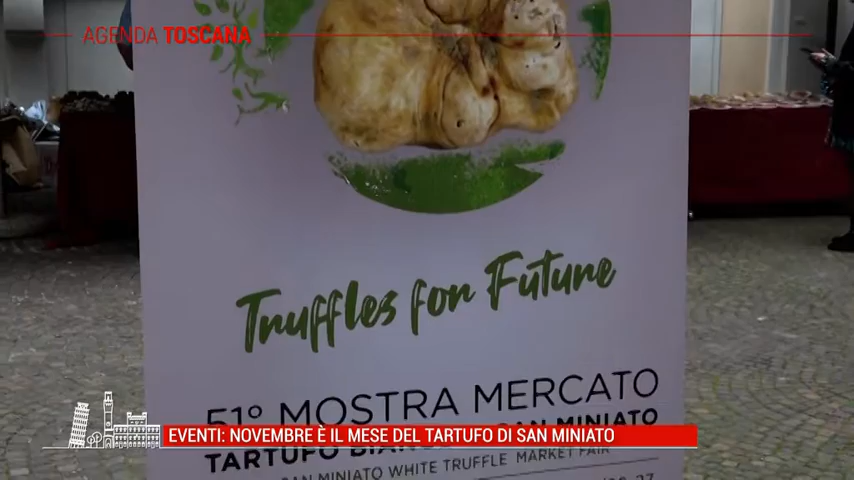 AGENDA TOSCANA
Truffles for Future
51° MOSTRA MERCATO
TARTUFO SAN MINIATO
EVENTI: NOVEMBRE È IL MESE DEL TARTUFO DI SAN MINIATO
SAN MINIATO WHITE TRUFFLE MARKET FAIR